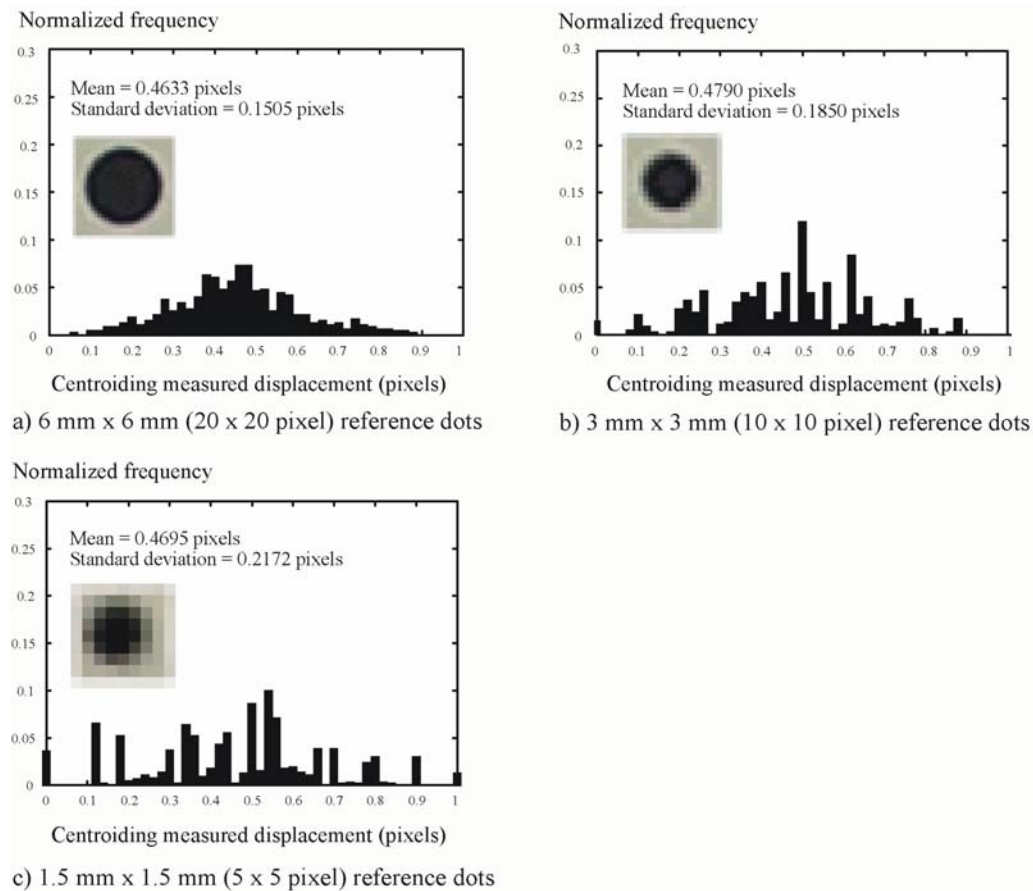 Normalized frequency
0.3
0.25
0.2
0.15
0.1
0.05
0
Mean = 0.4633 pixels
Standard deviation = 0.1505 pixels
0 0.1 0.2 0.3 0.4 0.5 0.6 0.7 0.8 0.9 1
Centroiding measured displacement (pixels)
a) 6 mm x 6 mm (20 x 20 pixel) reference dots
Normalized frequency
0.3
0.25
0.2
0.15
0.1
0.05
0
Mean = 0.4790 pixels
Standard deviation = 0.1850 pixels
0 0.1 0.2 0.3 0.4 0.5 0.6 0.7 0.8 0.9 1
Centroiding measured displacement (pixels)
b) 3 mm x 3 mm (10 x 10 pixel) reference dots
Normalized frequency
0.3
0.25
0.2
0.15
0.1
0.05
0
Mean = 0.4695 pixels
Standard deviation = 0.2172 pixels
0 0.1 0.2 0.3 0.4 0.5 0.6 0.7 0.8 0.9 1
Centroiding measured displacement (pixels)
c) 1.5 mm x 1.5 mm (5 x 5 pixel) reference dots